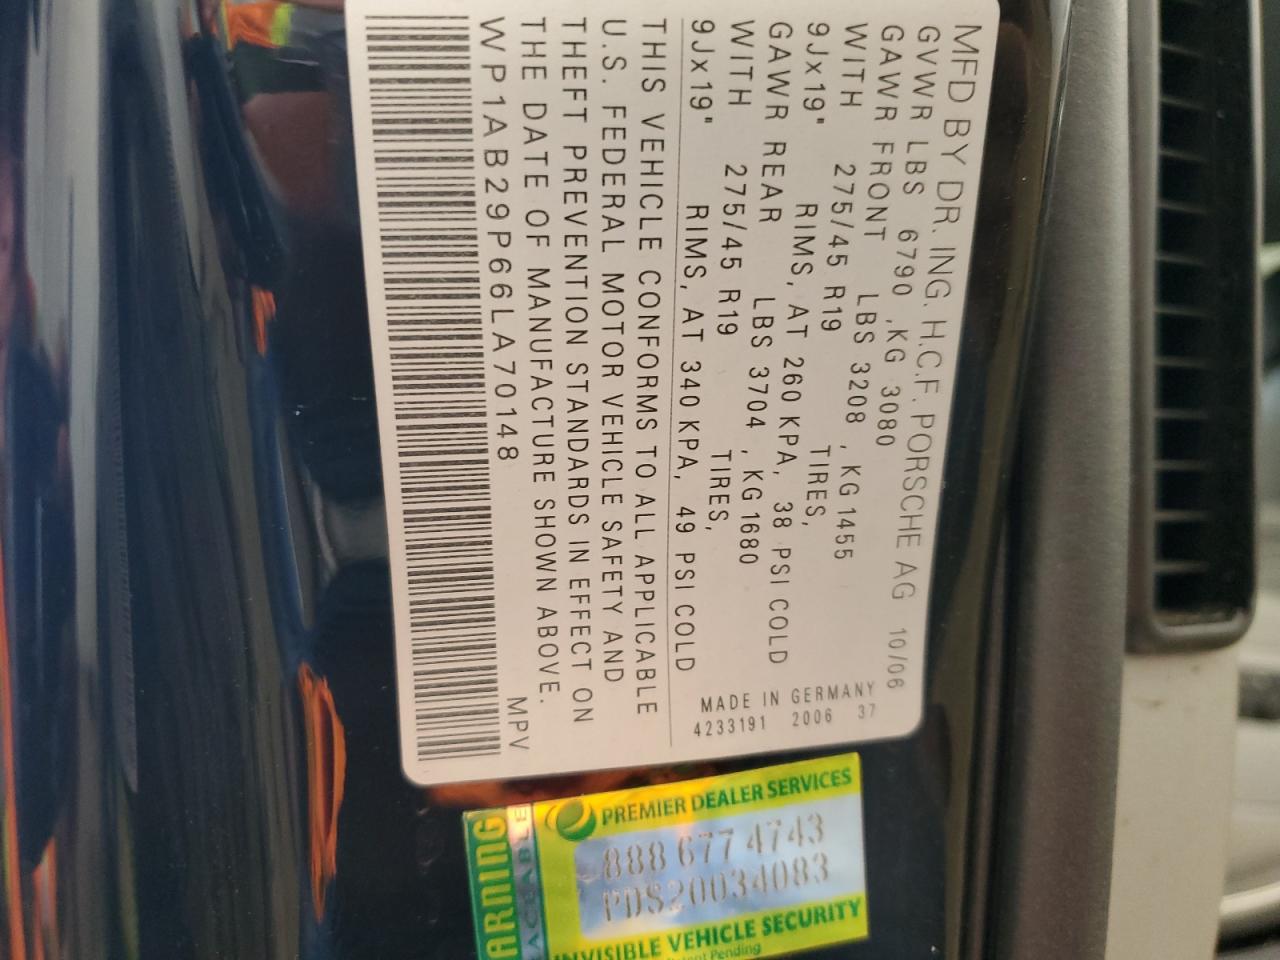 MFD BY DR. ING. H.C.F. PORSCHE AG 10/06
GVWR LBS 6790 ,KG 3080
GAWR FRONT LBS 3208 , KG 1455
WITH 275/45 R19 TIRES,
9Jx19" RIMS, AT 260 KPA, 38 PSI COLD
GAWR REAR LBS 3704 , KG 1680
WITH 275/45 R19 TIRES,
9Jx19" RIMS, AT 340 KPA, 49 PSI COLD
MADE IN GERMANY
4233191 2006 37
THIS VEHICLE CONFORMS TO ALL APPLICABLE
U.S. FEDERAL MOTOR VEHICLE SAFETY AND
THEFT PREVENTION STANDARDS IN EFFECT ON
THE DATE OF MANUFACTURE SHOWN ABOVE.
WP1AB29P66LA70148 MPV
PREMIER DEALER SERVICES
888 677 4743
PDS20034083
INVISIBLE VEHICLE SECURITY
Pending
ARNING